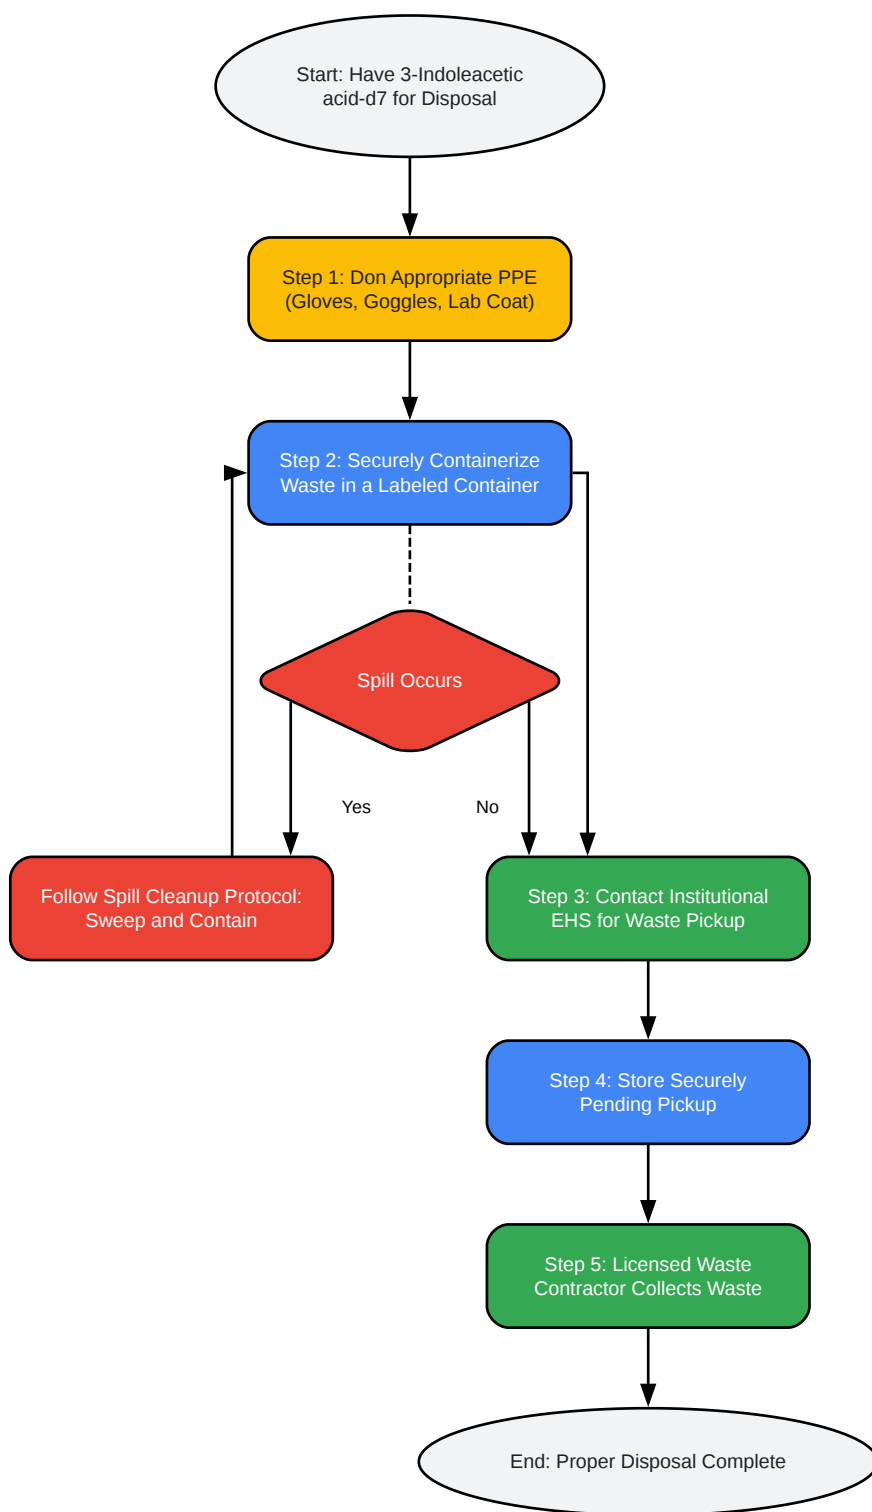 Start: Have 3-Indoleacetic
acid-d7 for Disposal
Step 1: Don Appropriate PPE
(Gloves, Goggles, Lab Coat)
Step 2: Securely Containerize
Waste in a Labeled Container
Spill Occurs
Yes
No
Follow Spill Cleanup Protocol:
Sweep and Contain
Step 3: Contact Institutional
EHS for Waste Pickup
Step 4: Store Securely
Pending Pickup
Step 5: Licensed Waste
Contractor Collects Waste
End: Proper Disposal Complete